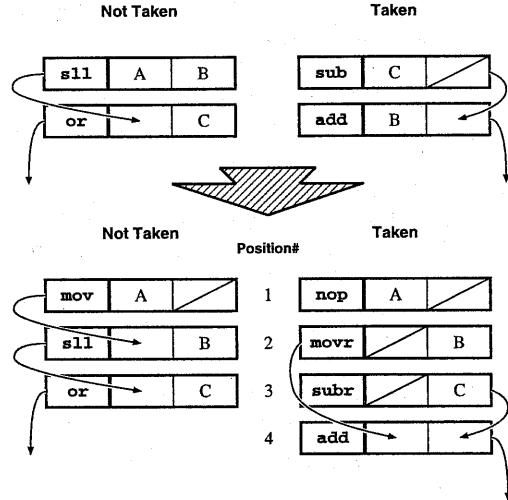 Not Taken Taken
sll A B sub C
or C add B
Not Taken Position# Taken
mov A 1 nop A
sll B 2 movr B
or C 3 subr C
4 add